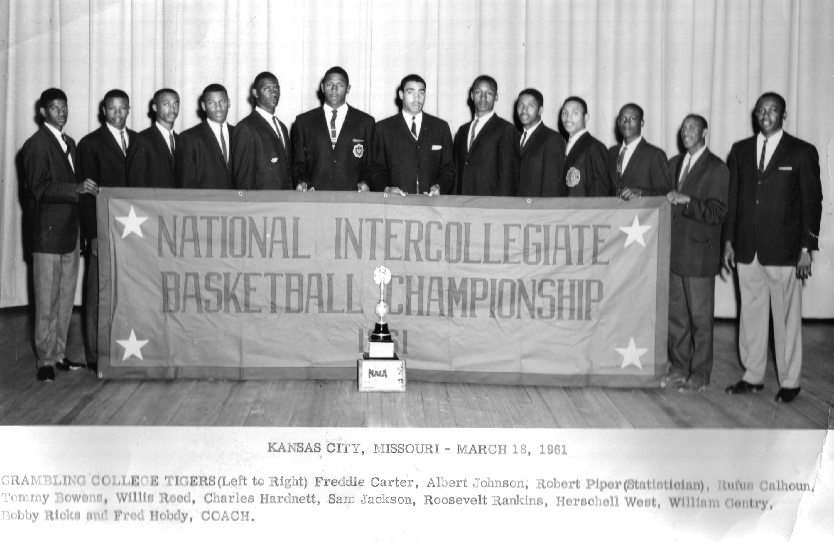 NATIONAL INTERCOLLEGIATE
BASKETBALL CHAMPIONSHIP
1961
NAIA
KANSAS CITY, MISSOURI - MARCH 18, 1961
GRAMBLING COLLEGE TIGERS(Left to Right) Freddie Carter, Albert Johnson, Robert Piper(Statistician), Rufus Calhoun,
Tommy Bowens, Willis Reed, Charles Hardnett, Sam Jackson, Roosevelt Rankins, Herschell West, William Gentry,
Bobby Ricks and Fred Hobdy, COACH.